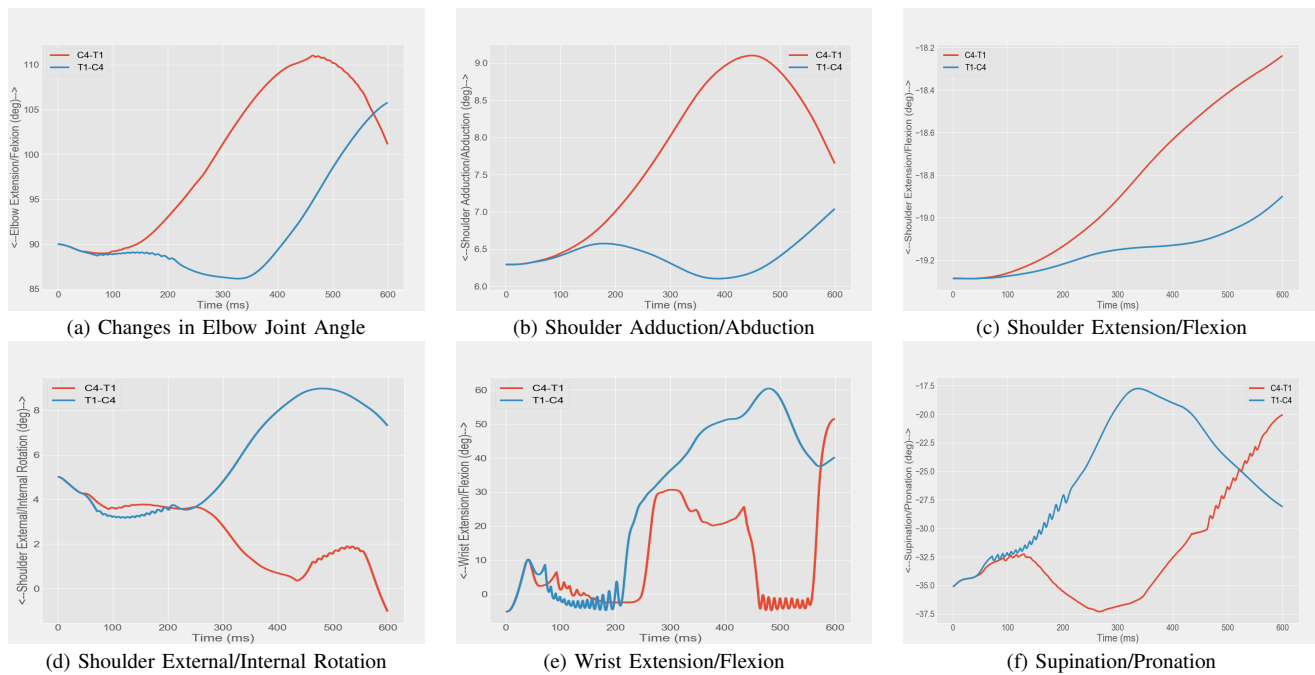 C4-T1
T1-C4
<--Elbow Extension/Felxion (deg)-->
110
105
100
95
90
85
0 100 200 300 400 500 600
Time (ms)
(a) Changes in Elbow Joint Angle
C4-T1
T1-C4
<--Shoulder Adduction/Abduction (deg)-->
9.0
8.5
8.0
7.5
7.0
6.5
6.0
0 100 200 300 400 500 600
Time (ms)
(b) Shoulder Adduction/Abduction
C4-T1
T1-C4
<--Shoulder Extension/Flexion (deg)-->
−18.2
−18.4
−18.6
−18.8
−19.0
−19.2
0 100 200 300 400 500 600
Time (ms)
(c) Shoulder Extension/Flexion
C4-T1
T1-C4
<--Shoulder External/Internal Rotation (deg)-->
8
6
4
2
0
0 100 200 300 400 500 600
Time (ms)
(d) Shoulder External/Internal Rotation
C4-T1
T1-C4
<--Wrist Extension/Flexion (deg)-->
60
50
40
30
20
10
0
0 100 200 300 400 500 600
Time (ms)
(e) Wrist Extension/Flexion
C4-T1
T1-C4
<--Supination/Pronation (deg)-->
−17.5
−20.0
−22.5
−25.0
−27.5
−30.0
−32.5
−35.0
−37.5
0 100 200 300 400 500 600
Time (ms)
(f) Supination/Pronation